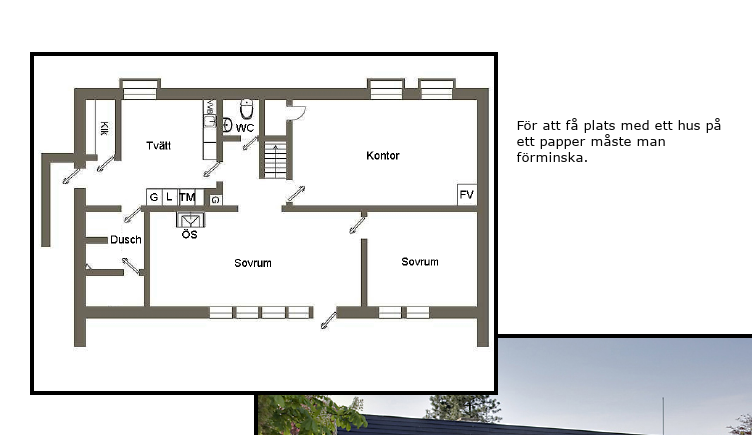 För att få plats med ett hus på
ett papper måste man
förminska.
Klk
Tvätt
WC
Kontor
FV
G L TM
G
ÖS
Dusch
Sovrum
Sovrum